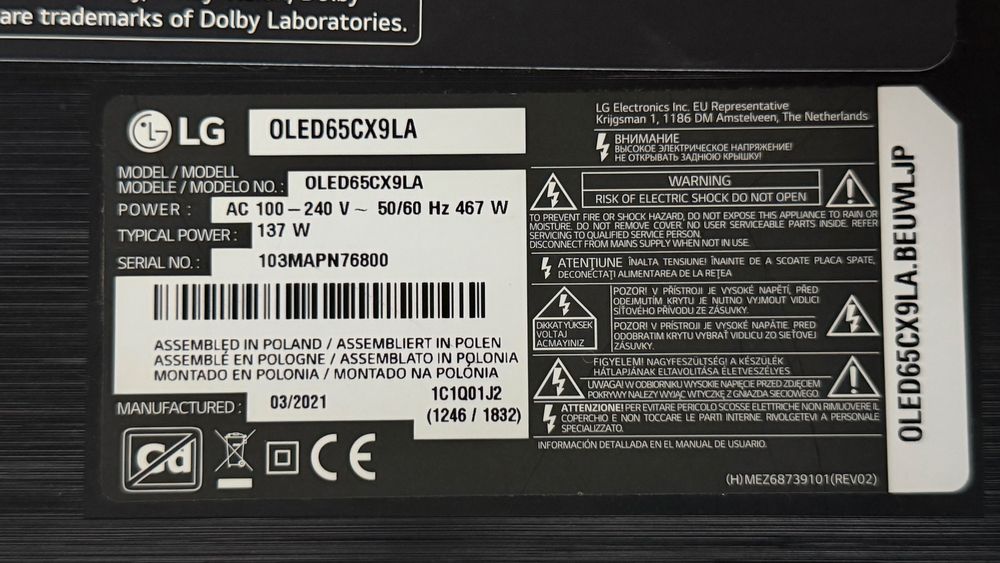 are trademarks of Dolby Laboratories.
LG
OLED65CX9LA
MODEL / MODELL
MODELE / MODELO NO. :
OLED65CX9LA
POWER :
AC 100 – 240 V ~ 50/60 Hz 467 W
TYPICAL POWER :
137 W
SERIAL NO. :
103MAPN76800
ASSEMBLED IN POLAND / ASSEMBLIERT IN POLEN
ASSEMBLÉ EN POLOGNE / ASSEMBLATO IN POLONIA
MONTADO EN POLONIA / MONTADO NA POLÓNIA
MANUFACTURED :
03/2021
1C1Q01J2
(1246 / 1832)
Cd
CE
LG Electronics Inc. EU Representative
Krijgsman 1, 1186 DM Amstelveen, The Netherlands
ВНИМАНИЕ
ВЫСОКОЕ ЭЛЕКТРИЧЕСКОЕ НАПРЯЖЕНИЕ!
НЕ ОТКРЫВАТЬ ЗАДНЮЮ КРЫШКУ!
WARNING
RISK OF ELECTRIC SHOCK DO NOT OPEN
TO PREVENT FIRE OR SHOCK HAZARD, DO NOT EXPOSE THIS APPLIANCE TO RAIN OR
MOISTURE. DO NOT REMOVE COVER. NO USER SERVICEABLE PARTS INSIDE. REFER
SERVICING TO QUALIFIED SERVICE PERSON.
DISCONNECT FROM MAINS SUPPLY WHEN NOT IN USE.
ATENȚIUNE ÎNALTA TENSIUNE! ÎNAINTE DE A SCOATE PLACA SPATE,
DECONECTAȚI ALIMENTAREA DE LA REȚEA
DIKKAT YUKSEK
VOLTAJ
ACMAYINIZ
POZOR! V PŘÍSTROJI JE VYSOKÉ NAPĚTÍ, PŘED
ODEJMUTÍM KRYTU JE NUTNO VYJMOUT VIDLICI
SÍŤOVÉHO PŘÍVODU ZE ZÁSUVKY.
POZOR! V PRÍSTROJI JE VYSOKÉ NAPÄTIE. PRED
ODOBRATIM KRYTU VYBRAŤ VIDLICU ZO SIEŤOVEJ
ZÁSUVKY.
FIGYELEM! NAGYFESZÜLTSÉG! A KÉSZÜLÉK
HÁTLAPJÁNAK ELTAVOLÍTÁSA ÉLETVESZÉLYES
UWAGA! W ODBIORNIKU WYSOKIE NAPIĘCIE PRZED ZDJĘCIEM
POKRYWY NALEŻY WYJĄĆ WTYCZKĘ Z GNIAZDA SIECIOWEGO
ATTENZIONE! PER EVITARE PERICOLO SCOSSE ELETTRICHE NON RIMUOVERE IL
COPERCHIO E NON TOCCARE LE PARTI INTERNE. RIVOLGETEVI A PERSONALE
SPECIALIZZATO.
INFORMACIÓN DETALLADA EN EL MANUAL DE USUARIO.
(H)MEZ68739101(REV02)
OLED65CX9LA.BEUWLJP